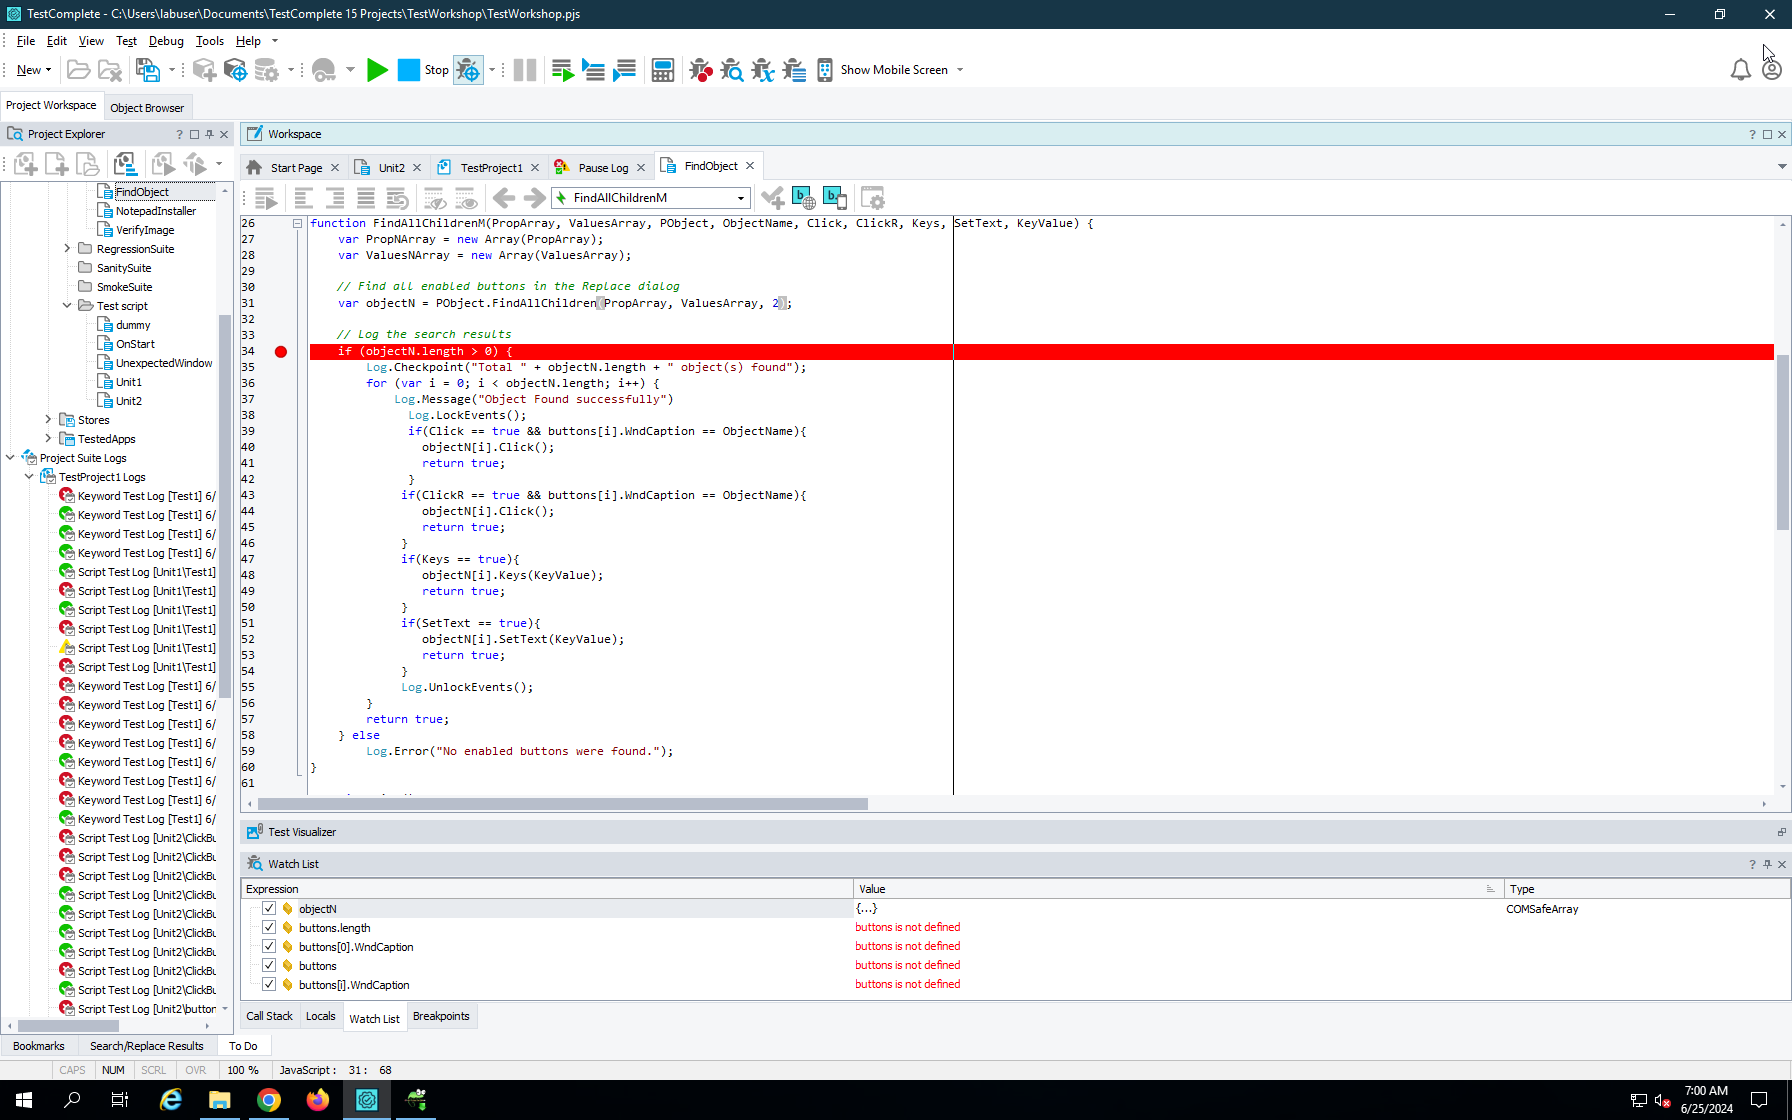 TestComplete - C:\Users\labuser\Documents\TestComplete 15 Projects\TestWorkshop\TestWorkshop.pjs
File Edit View Test Debug Tools Help
New Stop Show Mobile Screen
Project Workspace Object Browser
Project Explorer
Workspace
Start Page Unit2 TestProject1 Pause Log FindObject
FindAllChildrenM
FindObject
NotepadInstaller
VerifyImage
RegressionSuite
SanitySuite
SmokeSuite
Test script
dummy
OnStart
UnexpectedWindow
Unit1
Unit2
Stores
TestedApps
Project Suite Logs
TestProject1 Logs
Keyword Test Log [Test1] 6/
Keyword Test Log [Test1] 6/
Keyword Test Log [Test1] 6/
Keyword Test Log [Test1] 6/
Script Test Log [Unit1\Test1]
Script Test Log [Unit1\Test1]
Script Test Log [Unit1\Test1]
Script Test Log [Unit1\Test1]
Script Test Log [Unit1\Test1]
Script Test Log [Unit1\Test1]
Keyword Test Log [Test1] 6/
Keyword Test Log [Test1] 6/
Keyword Test Log [Test1] 6/
Keyword Test Log [Test1] 6/
Keyword Test Log [Test1] 6/
Keyword Test Log [Test1] 6/
Keyword Test Log [Test1] 6/
Keyword Test Log [Test1] 6/
Script Test Log [Unit2\ClickBu
Script Test Log [Unit2\ClickBu
Script Test Log [Unit2\ClickBu
Script Test Log [Unit2\ClickBu
Script Test Log [Unit2\ClickBu
Script Test Log [Unit2\ClickBu
Script Test Log [Unit2\ClickBu
Script Test Log [Unit2\ClickBu
Script Test Log [Unit2\ClickBu
Script Test Log [Unit2\button
26 function FindAllChildrenM(PropArray, ValuesArray, PObject, ObjectName, Click, ClickR, Keys, SetText, KeyValue) {
27 var PropNArray = new Array(PropArray);
28 var ValuesNArray = new Array(ValuesArray);
29
30 // Find all enabled buttons in the Replace dialog
31 var objectN = PObject.FindAllChildren(PropArray, ValuesArray, 2);
32
33 // Log the search results
34 if (objectN.length > 0) {
35 Log.Checkpoint("Total " + objectN.length + " object(s) found");
36 for (var i = 0; i < objectN.length; i++) {
37 Log.Message("Object Found successfully")
38 Log.LockEvents();
39 if(Click == true && buttons[i].WndCaption == ObjectName){
40 objectN[i].Click();
41 return true;
42 }
43 if(ClickR == true && buttons[i].WndCaption == ObjectName){
44 objectN[i].Click();
45 return true;
46 }
47 if(Keys == true){
48 objectN[i].Keys(KeyValue);
49 return true;
50 }
51 if(SetText == true){
52 objectN[i].SetText(KeyValue);
53 return true;
54 }
55 Log.UnlockEvents();
56 }
57 return true;
58 } else
59 Log.Error("No enabled buttons were found.");
60 }
61
Test Visualizer
Watch List
Expression Value Type
objectN {...} COMSafeArray
buttons.length buttons is not defined
buttons[0].WndCaption buttons is not defined
buttons buttons is not defined
buttons[i].WndCaption buttons is not defined
Call Stack Locals Watch List Breakpoints
Bookmarks Search/Replace Results To Do
CAPS NUM SCRL OVR 100 % JavaScript : 31 : 68
7:00 AM
6/25/2024